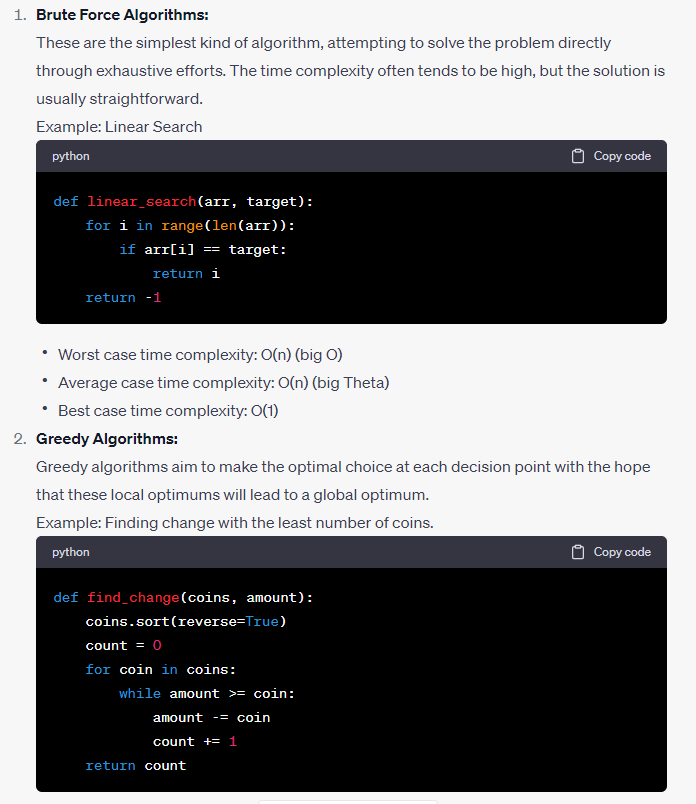 1. Brute Force Algorithms:
These are the simplest kind of algorithm, attempting to solve the problem directly
through exhaustive efforts. The time complexity often tends to be high, but the solution is
usually straightforward.
Example: Linear Search
python Copy code
def linear_search(arr, target):
    for i in range(len(arr)):
        if arr[i] == target:
            return i
    return -1
• Worst case time complexity: O(n) (big O)
• Average case time complexity: O(n) (big Theta)
• Best case time complexity: O(1)
2. Greedy Algorithms:
Greedy algorithms aim to make the optimal choice at each decision point with the hope
that these local optimums will lead to a global optimum.
Example: Finding change with the least number of coins.
python Copy code
def find_change(coins, amount):
    coins.sort(reverse=True)
    count = 0
    for coin in coins:
        while amount >= coin:
            amount -= coin
            count += 1
    return count